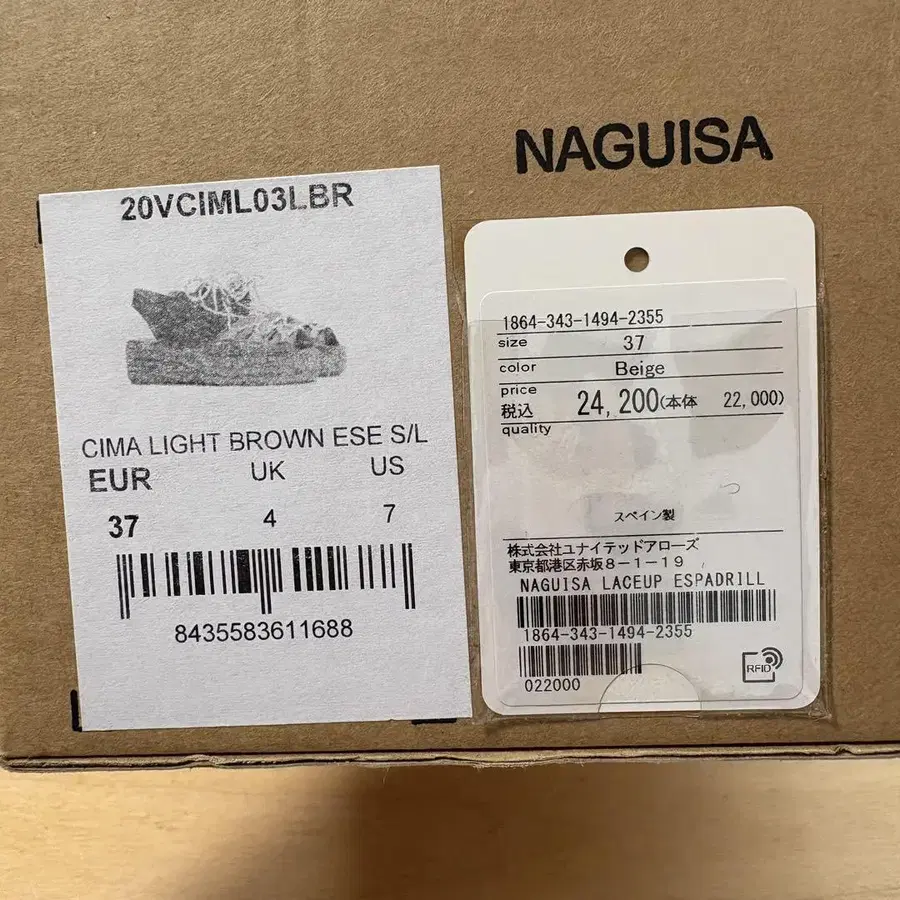 NAGUISA
20VCIML03LBR
CIMA LIGHT BROWN ESE S/L
EUR UK US
37 4 7
8435583611688
1864-343-1494-2355
size 37
color Beige
price
税込 24,200(本体 22,000)
quality
スペイン製
株式会社ユナイテッドアローズ
東京都港区赤坂8-1-19
NAGUISA LACEUP ESPADRILL
1864-343-1494-2355
022000
RFID